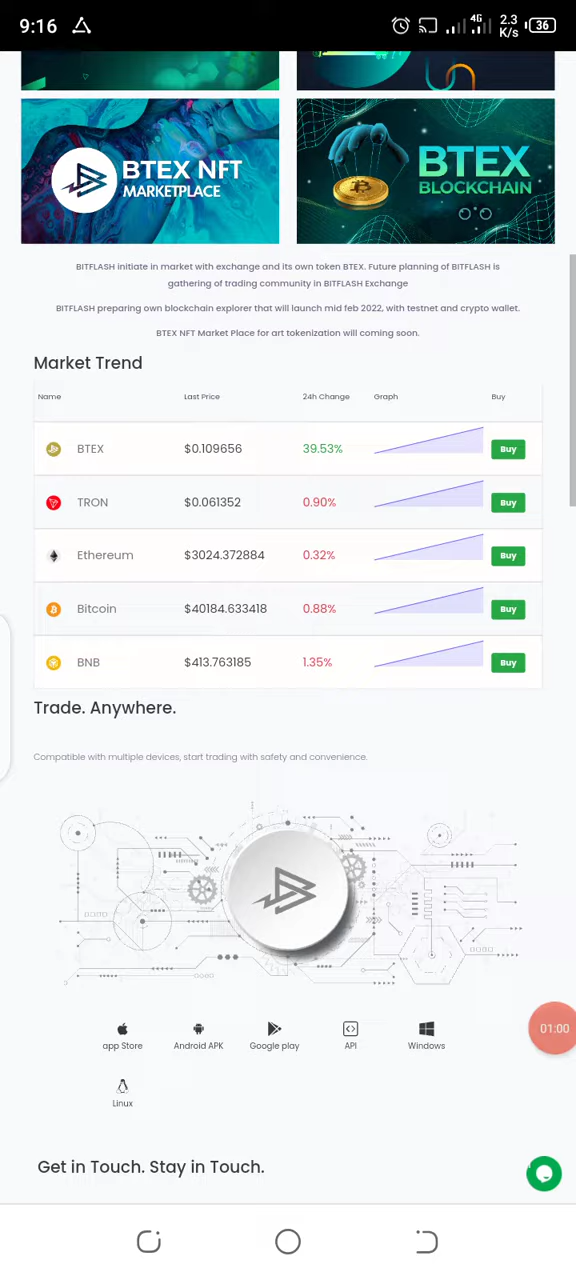 9:16
4G
2.3
K/s
36
BTEX NFT
MARKETPLACE
BTEX
BLOCKCHAIN
BITFLASH initiate in market with exchange and its own token BTEX. Future planning of BITFLASH is
gathering of trading community in BITFLASH Exchange
BITFLASH preparing own blockchain explorer that will launch mid feb 2022, with testnet and crypto wallet.
BTEX NFT Market Place for art tokenization will coming soon.
Market Trend
Name Last Price 24h Change Graph Buy
BTEX $0.109656 39.53% Buy
TRON $0.061352 0.90% Buy
Ethereum $3024.372884 0.32% Buy
Bitcoin $40184.633418 0.88% Buy
BNB $413.763185 1.35% Buy
Trade. Anywhere.
Compatible with multiple devices, start trading with safety and convenience.
app Store Android APK Google play API Windows
01:00
Linux
Get in Touch. Stay in Touch.